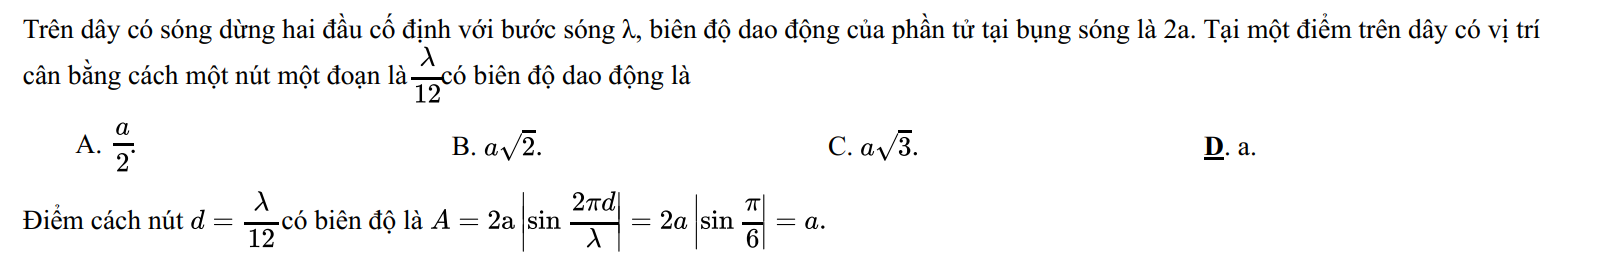 Trên dây có sóng dừng hai đầu cố định với bước sóng λ, biên độ dao động của phần tử tại bụng sóng là 2a. Tại một điểm trên dây có vị trí
cân bằng cách một nút một đoạn là $\frac{\lambda}{12}$ có biên độ dao động là
A. $\frac{a}{2}$. B. $a\sqrt{2}$. C. $a\sqrt{3}$. D. a.
Điểm cách nút $d = \frac{\lambda}{12}$ có biên độ là $A = 2a\left|\sin\frac{2\pi d}{\lambda}\right| = 2a\left|\sin\frac{\pi}{6}\right| = a.$